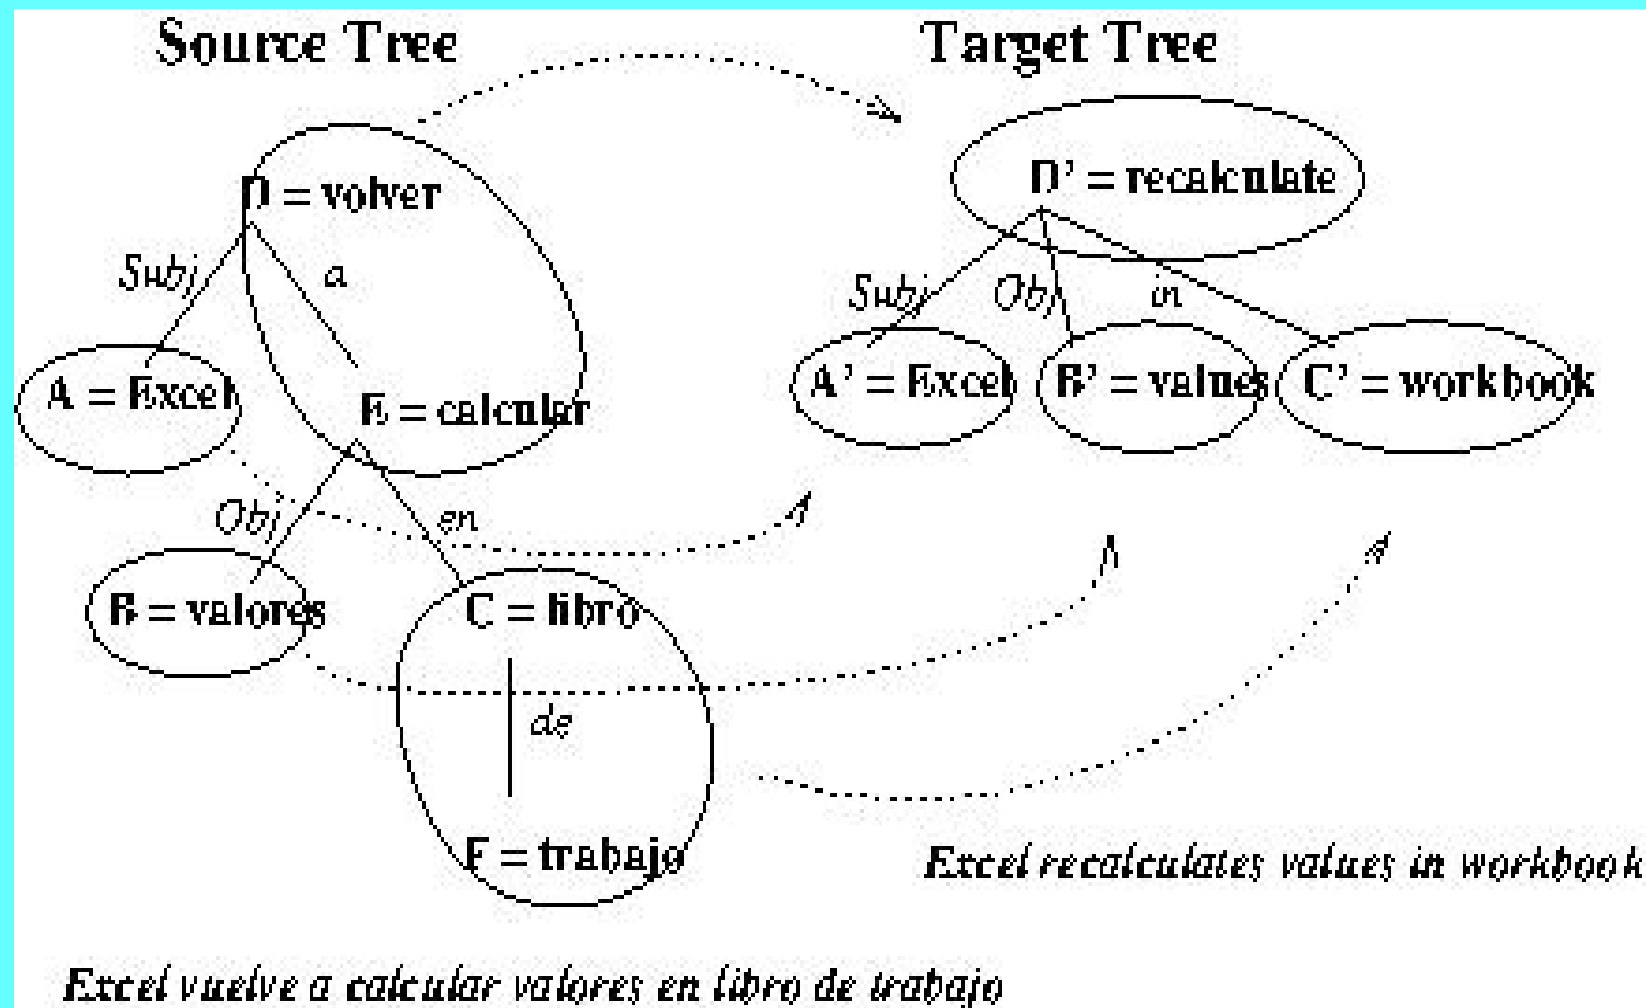 Source Tree
Target Tree
D = volver
D' = recalculate
Subj
a
Subj
Obj
in
A = Excel
E = calcular
A' = Excel
B' = values
C' = workbook
Obj
en
B = valores
C = libro
de
F = trabajo
Excel recalculates values in workbook
Excel vuelve a calcular valores en libro de trabajo